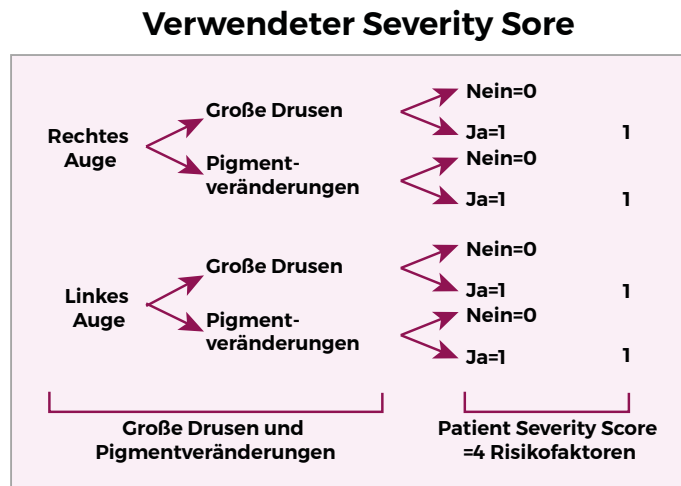 Verwendeter Severity Sore
Rechtes
Auge
Große Drusen
Nein=0
Ja=1 1
Pigment-
veränderungen
Nein=0
Ja=1 1
Linkes
Auge
Große Drusen
Nein=0
Ja=1 1
Pigment-
veränderungen
Nein=0
Ja=1 1
Große Drusen und
Pigmentveränderungen
Patient Severity Score
=4 Risikofaktoren